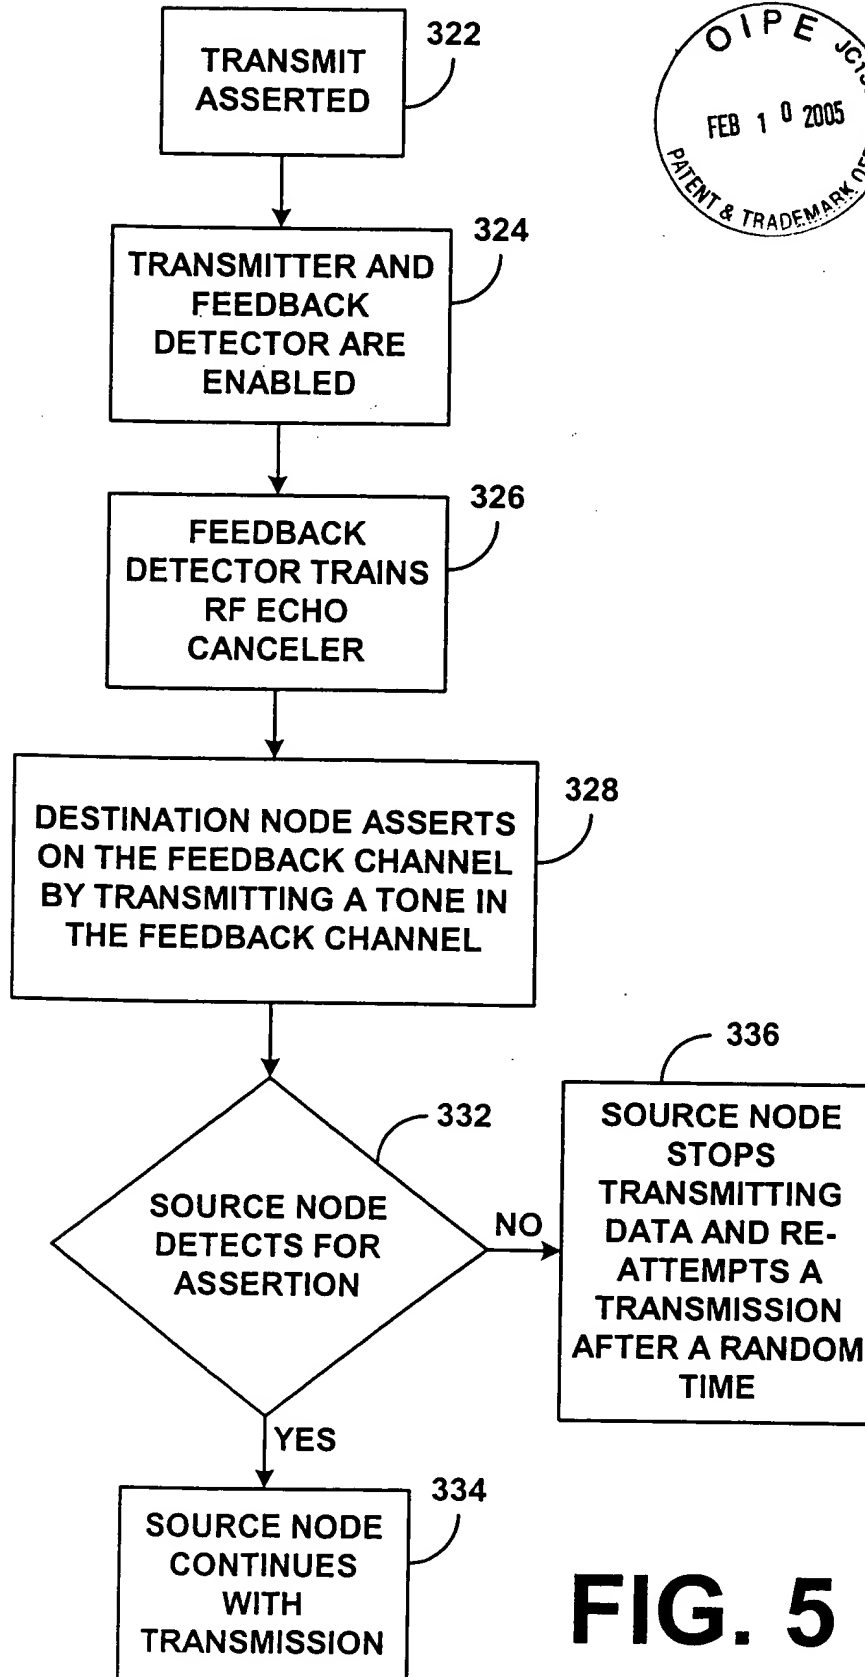 322
TRANSMIT
ASSERTED
OIPE
FEB 10 2005
PATENT & TRADEMARK
324
TRANSMITTER AND
FEEDBACK
DETECTOR ARE
ENABLED
326
FEEDBACK
DETECTOR TRAINS
RF ECHO
CANCELER
328
DESTINATION NODE ASSERTS
ON THE FEEDBACK CHANNEL
BY TRANSMITTING A TONE IN
THE FEEDBACK CHANNEL
332
SOURCE NODE
DETECTS FOR
ASSERTION
NO
336
SOURCE NODE
STOPS
TRANSMITTING
DATA AND RE-
ATTEMPTS A
TRANSMISSION
AFTER A RANDOM
TIME
YES
334
SOURCE NODE
CONTINUES
WITH
TRANSMISSION
FIG. 5